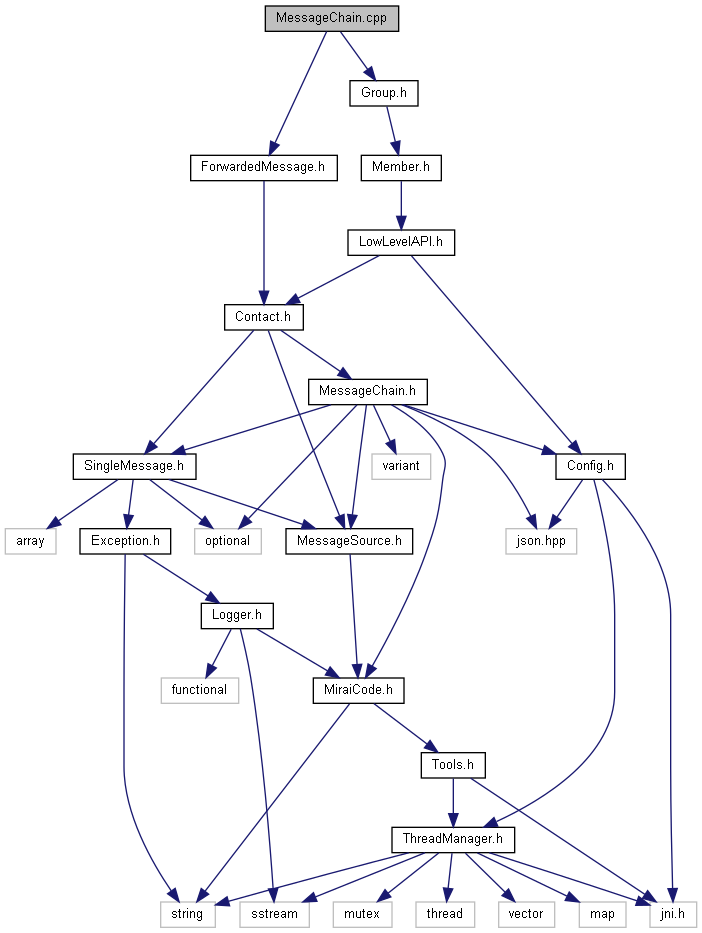 MessageChain.cpp
Group.h
ForwardedMessage.h
Member.h
LowLevelAPI.h
Contact.h
MessageChain.h
SingleMessage.h
variant
Config.h
array
Exception.h
optional
MessageSource.h
json.hpp
Logger.h
functional
MiraiCode.h
Tools.h
ThreadManager.h
string
sstream
mutex
thread
vector
map
jni.h